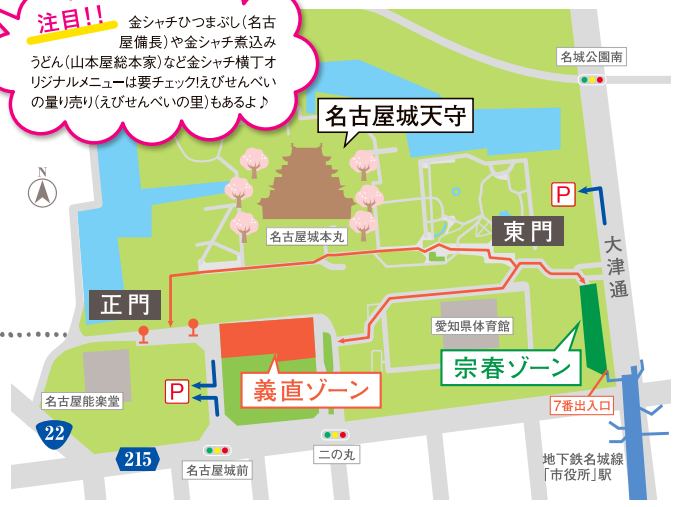 注目!!
金シャチひつまぶし(名古
屋備長)や金シャチ煮込み
うどん(山本屋総本家)など金シャチ横丁オ
リジナルメニューは要チェック!えびせんべい
の量り売り(えびせんべいの里)もあるよ♪
名城公園南
名古屋城天守
N
P
東門
名古屋城本丸
大津通
正門
愛知県体育館
宗春ゾーン
義直ゾーン
P
名古屋能楽堂
7番出入口
22
215
名古屋城前
二の丸
地下鉄名城線
「市役所」駅